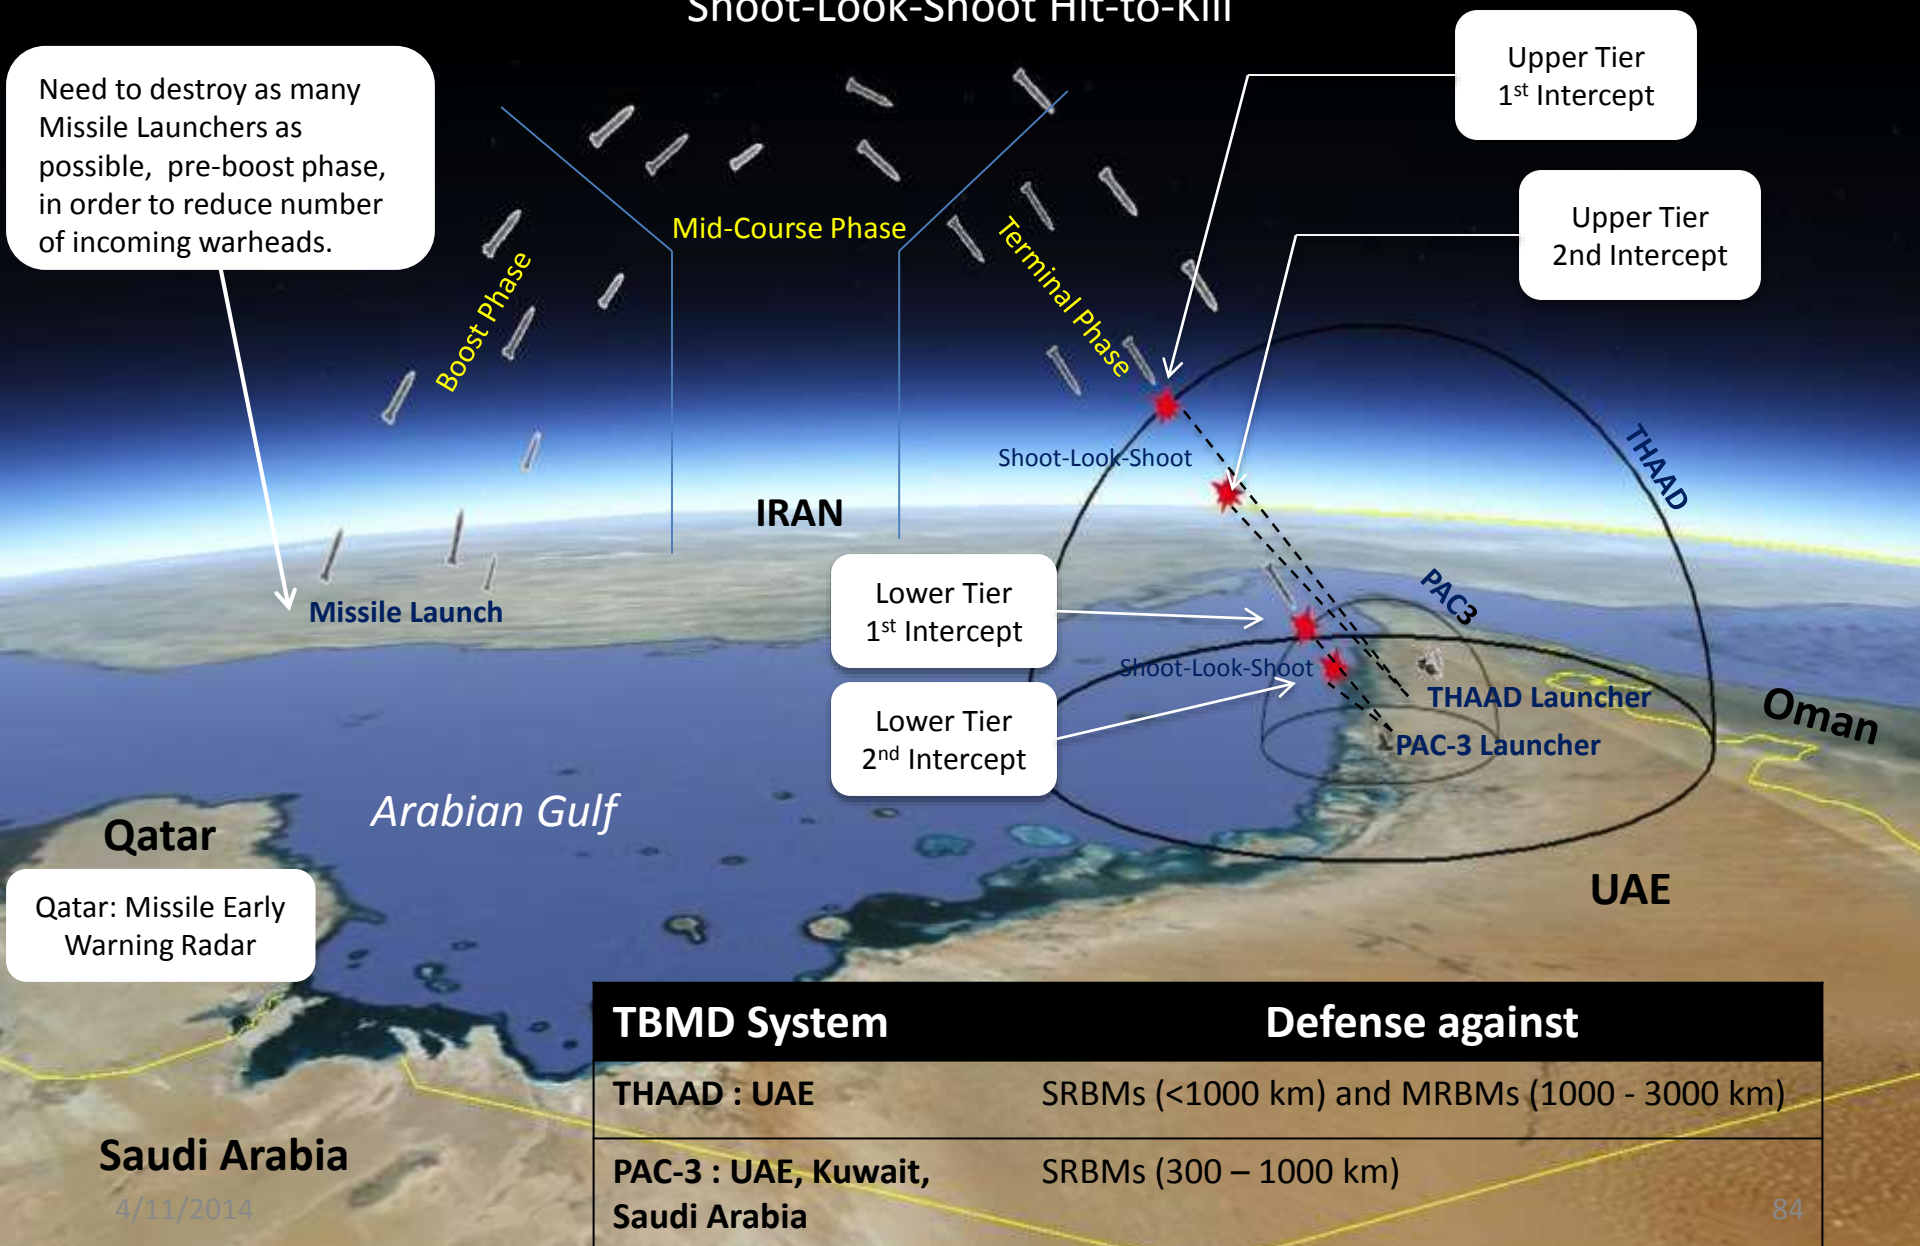 Shoot-Look-Shoot Hit-to-Kill
Need to destroy as many
Missile Launchers as
possible, pre-boost phase,
in order to reduce number
of incoming warheads.
Upper Tier
1st Intercept
Upper Tier
2nd Intercept
Boost Phase
Mid-Course Phase
Terminal Phase
Shoot-Look-Shoot
THAAD
IRAN
Missile Launch
Lower Tier
1st Intercept
PAC3
Shoot-Look-Shoot
Lower Tier
2nd Intercept
THAAD Launcher
PAC-3 Launcher
Oman
Arabian Gulf
Qatar
UAE
Qatar: Missile Early
Warning Radar
TBMD System Defense against
THAAD : UAE SRBMs (<1000 km) and MRBMs (1000 - 3000 km)
PAC-3 : UAE, Kuwait, SRBMs (300 – 1000 km)
Saudi Arabia
Saudi Arabia
4/11/2014
84